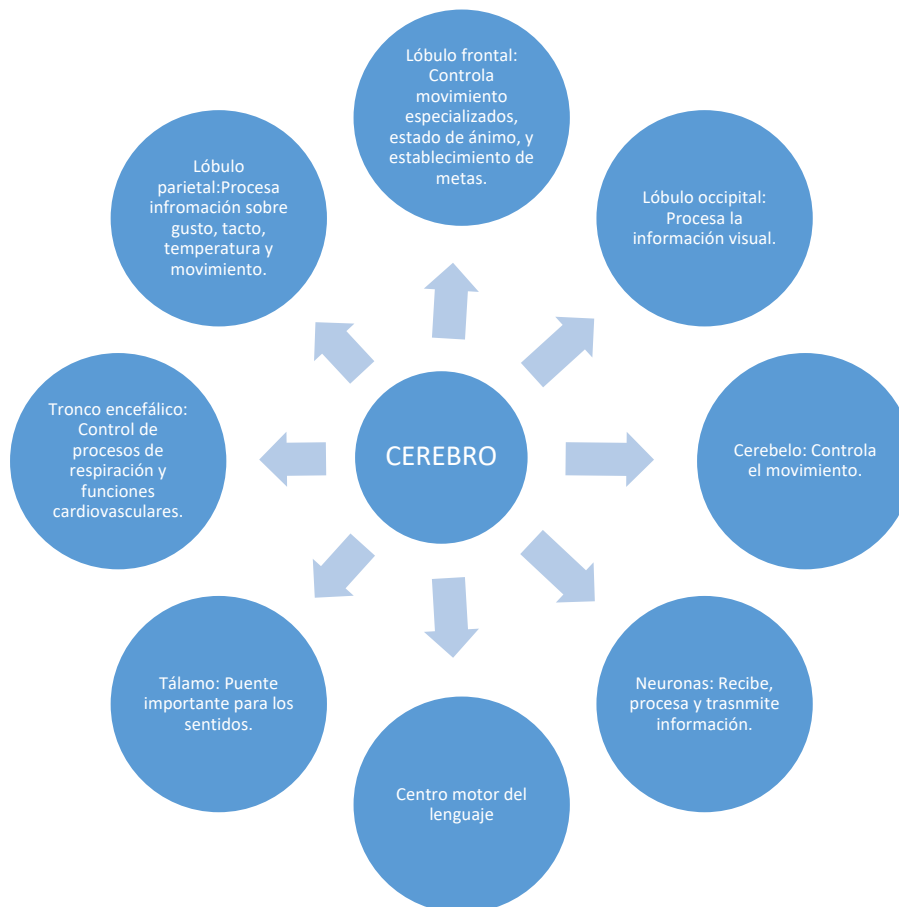 Lóbulo frontal:
Controla
movimiento
especializados,
estado de ánimo, y
establecimiento de
metas.
Lóbulo occipital:
Procesa la
información visual.
Cerebelo: Controla
el movimiento.
Neuronas: Recibe,
procesa y trasnmite
información.
Centro motor del
lenguaje
Tálamo: Puente
importante para los
sentidos.
Tronco encefálico:
Control de
procesos de
respiración y
funciones
cardiovasculares.
Lóbulo
parietal:Procesa
infromación sobre
gusto, tacto,
temperatura y
movimiento.
CEREBRO